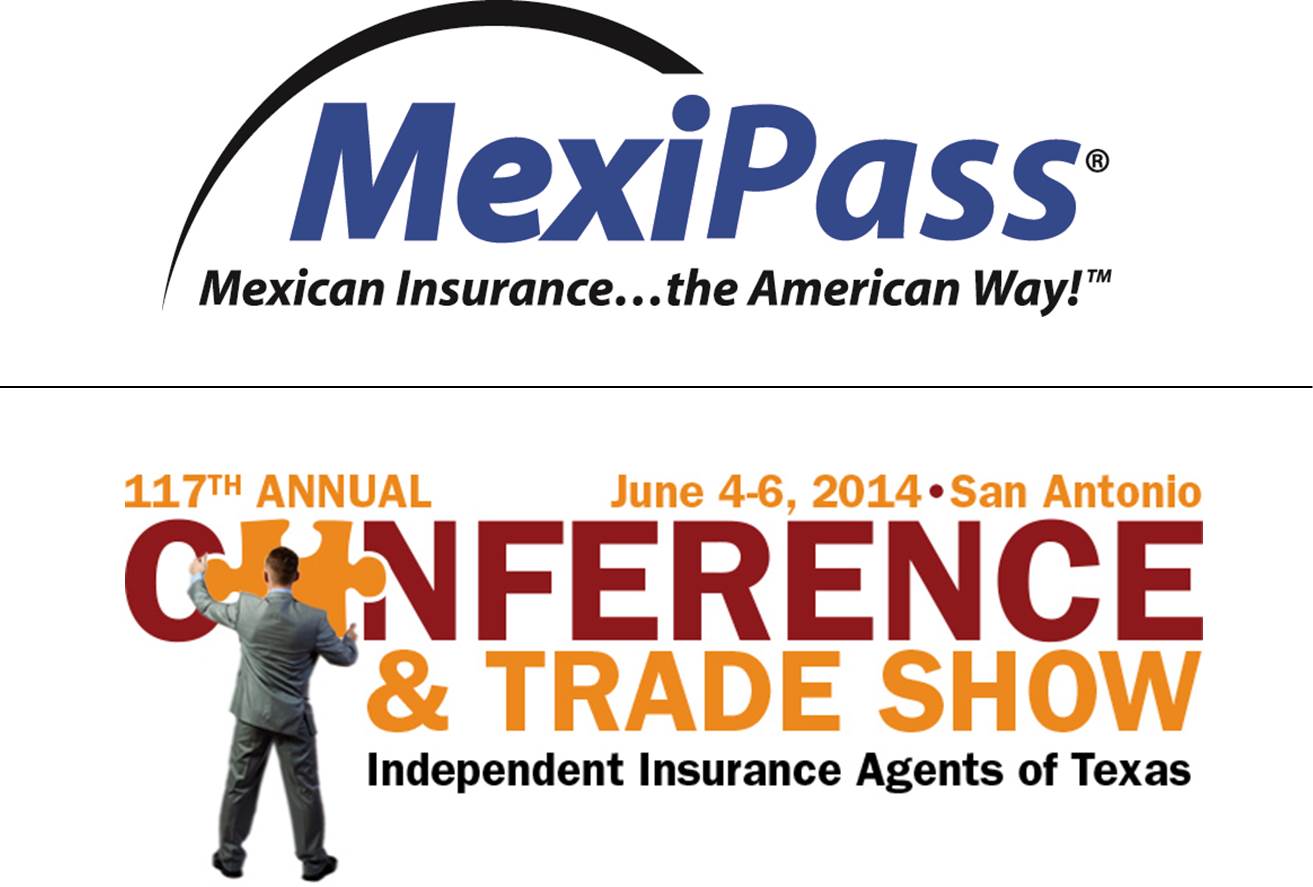 MexiPass®
Mexican Insurance...the American Way!™
117TH ANNUAL June 4-6, 2014•San Antonio
CONFERENCE
& TRADE SHOW
Independent Insurance Agents of Texas